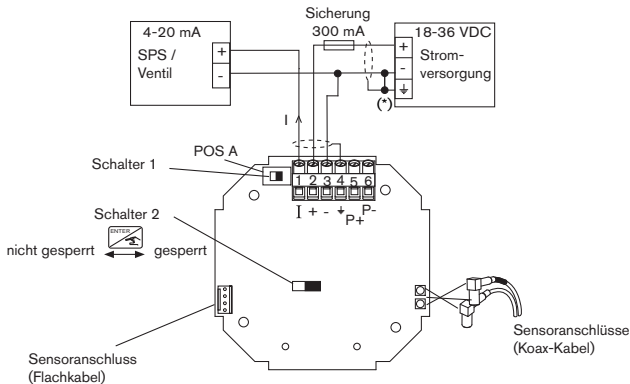 4-20 mA
SPS /
Ventil
+
-
Sicherung
300 mA
18-36 VDC
+
-
Strom-
versorgung
(*)
I
POS A
Schalter 1
1 2 3 4 5 6
I + - P+ P-
Schalter 2
ENTER
nicht gesperrt gesperrt
Sensoranschluss
(Flachkabel)
Sensoranschlüsse
(Koax-Kabel)